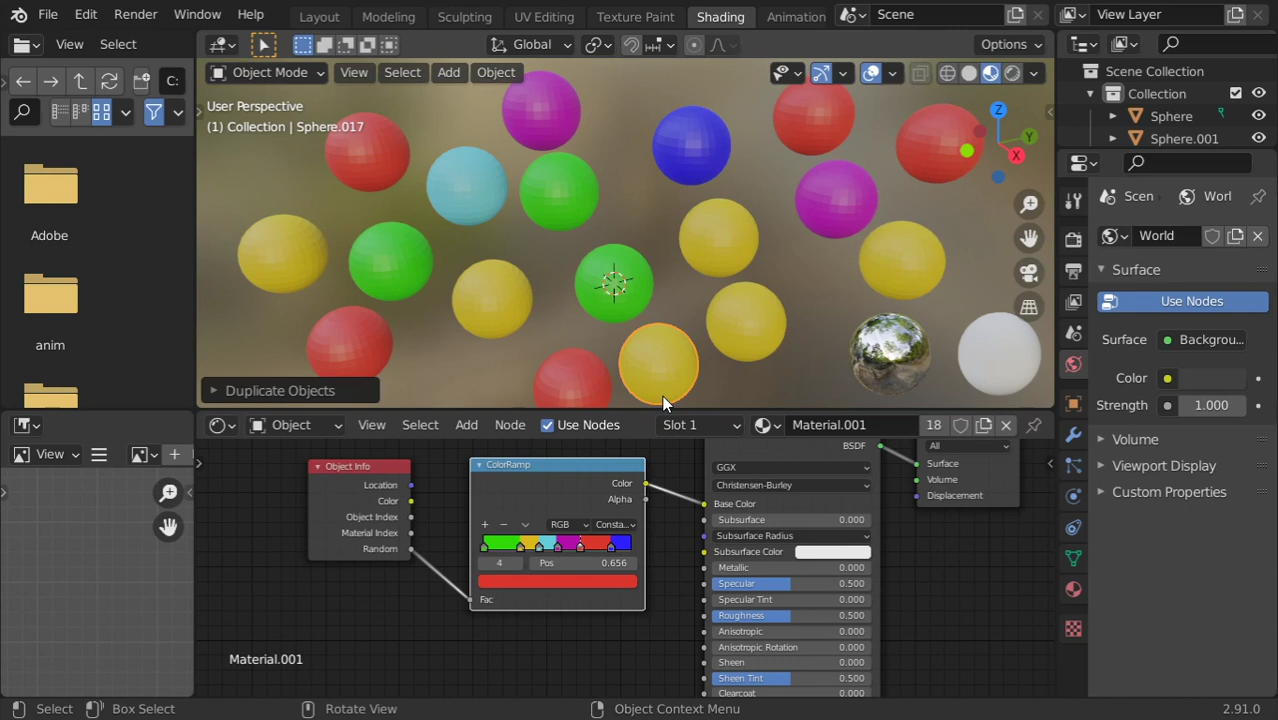 File Edit Render Window Help Layout Modeling Sculpting UV Editing Texture Paint Shading Animation Scene View Layer
View Select Global Options
C: Object Mode View Select Add Object Scene Collection
User Perspective Collection
(1) Collection | Sphere.017 Sphere
Z Y X Sphere.001
Adobe
Scen Worl
World
Surface
Use Nodes
anim
Surface Backgrou...
Color
Strength 1.000
Duplicate Objects
Object View Select Add Node Use Nodes Slot 1 Material.001 18
Volume
View
Viewport Display
Custom Properties
Object Info
Location
Color
Object Index
Material Index
Random
ColorRamp
Color
Alpha
RGB Consta...
4 Pos 0.656
Fac
BSDF
GGX
Christensen-Burley
Base Color
Subsurface 0.000
Subsurface Radius
Subsurface Color
Metallic 0.000
Specular 0.500
Specular Tint 0.000
Roughness 0.500
Anisotropic 0.000
Anisotropic Rotation 0.000
Sheen 0.000
Sheen Tint 0.500
Clearcoat 0.000
All
Surface
Volume
Displacement
Material.001
Select Box Select Rotate View Object Context Menu 2.91.0